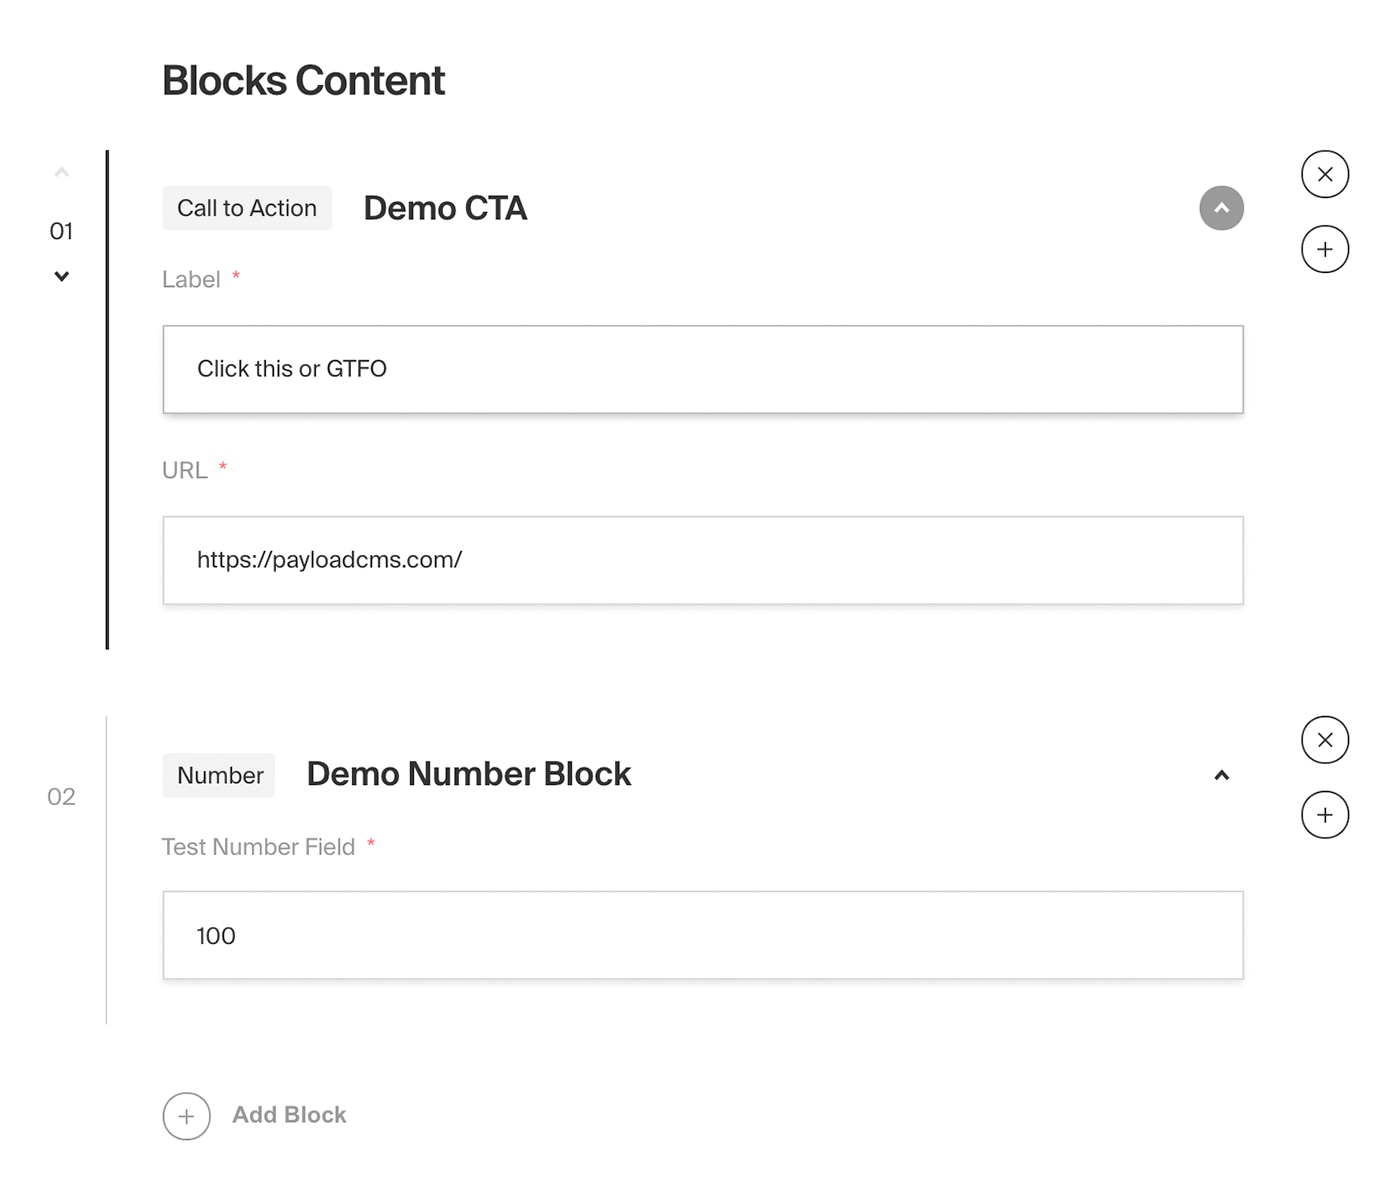 Blocks Content
01
Call to Action Demo CTA
Label *
Click this or GTFO
URL *
https://payloadcms.com/
02
Number Demo Number Block
Test Number Field *
100
Add Block